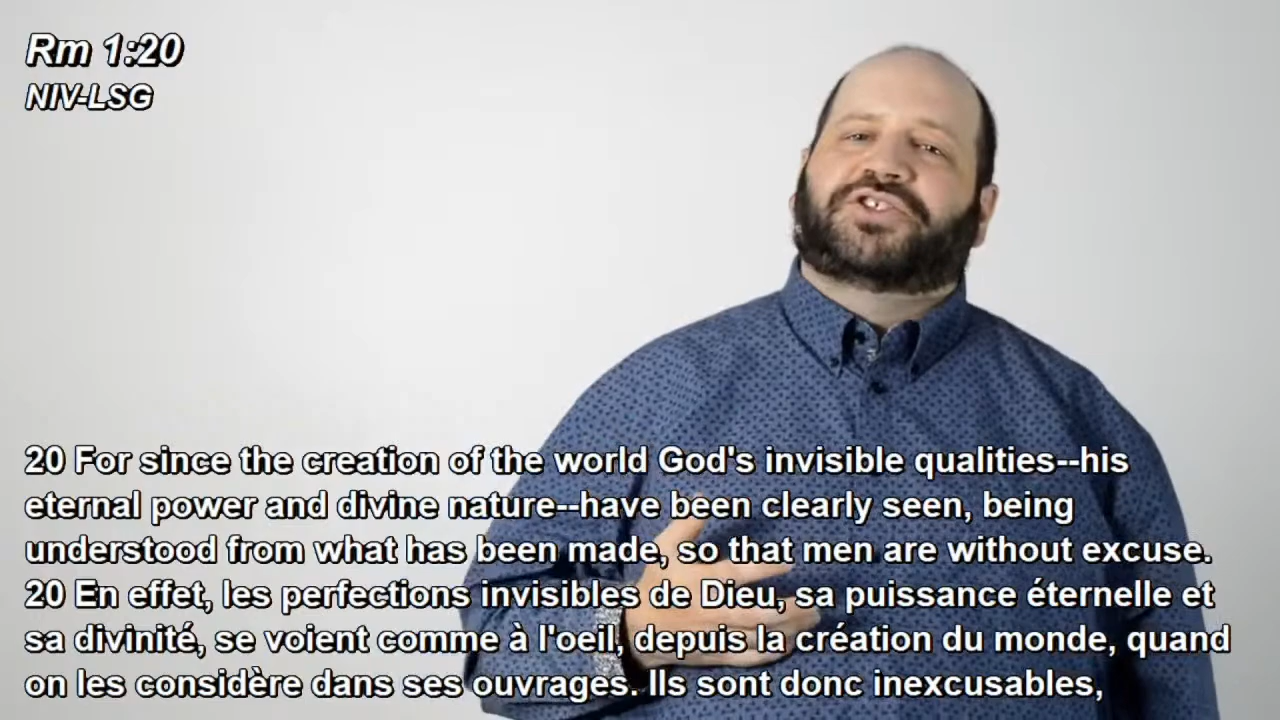 Rm 1:20
NIV-LSG
20 For since the creation of the world God's invisible qualities--his
eternal power and divine nature--have been clearly seen, being
understood from what has been made, so that men are without excuse.
20 En effet, les perfections invisibles de Dieu, sa puissance éternelle et
sa divinité, se voient comme à l'oeil, depuis la création du monde, quand
on les considère dans ses ouvrages. Ils sont donc inexcusables,